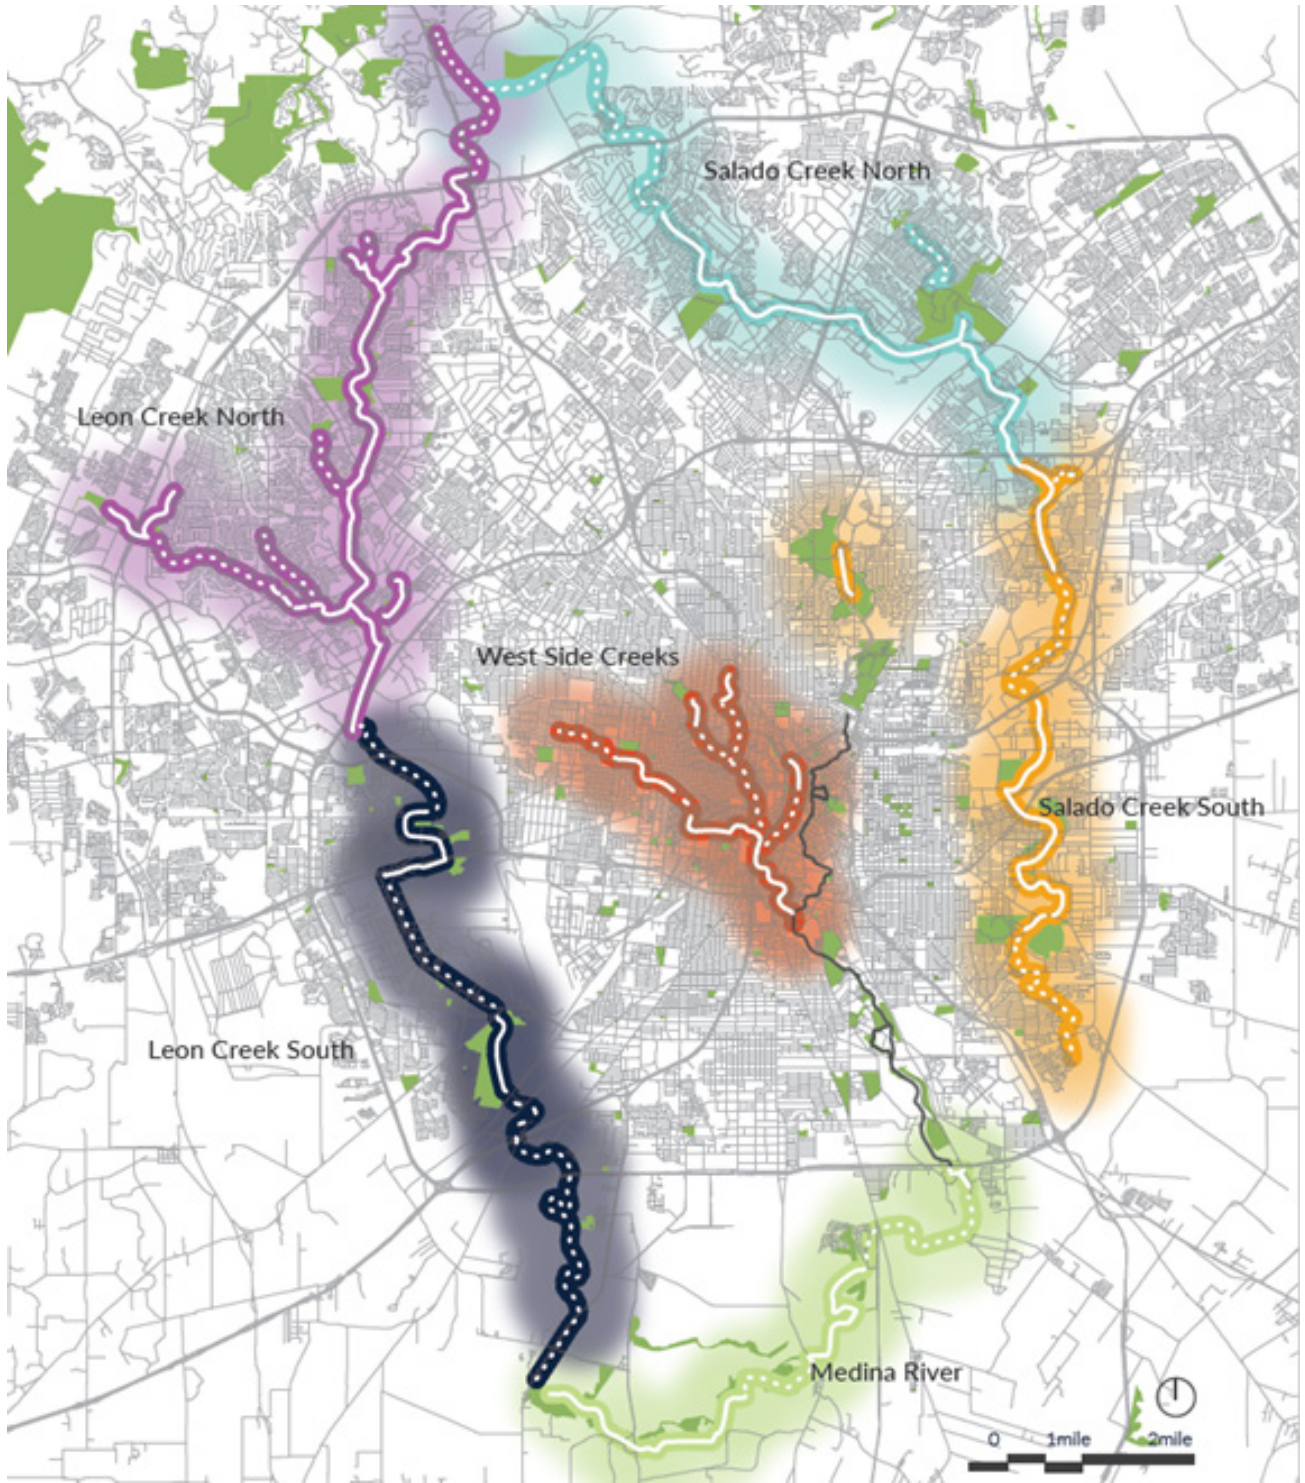 Salado Creek North
Leon Creek North
West Side Creeks
Salado Creek South
Leon Creek South
Medina River
0 1mile 2mile